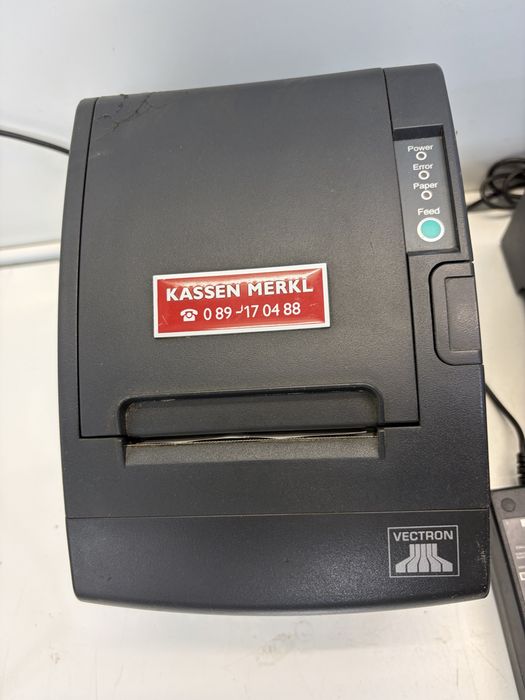 Power
Error
Paper
Feed
KASSEN MERKL
☎ 0 89 - 17 04 88
VECTRON